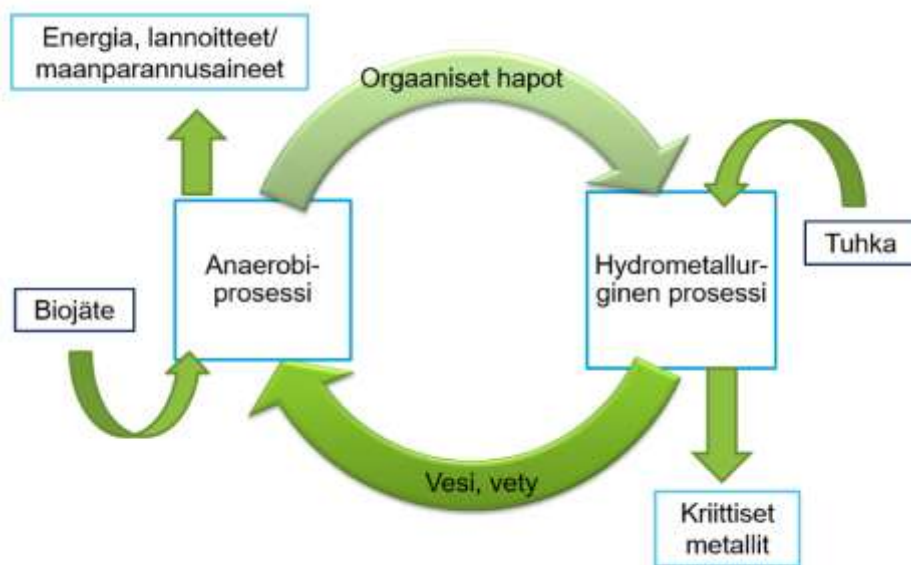 Energia, lannoitteet/
maanparannusaineet
Orgaaniset hapot
Anaerobi-
prosessi
Hydrometallur-
ginen prosessi
Tuhka
Biojäte
Vesi, vety
Kriittiset
metallit